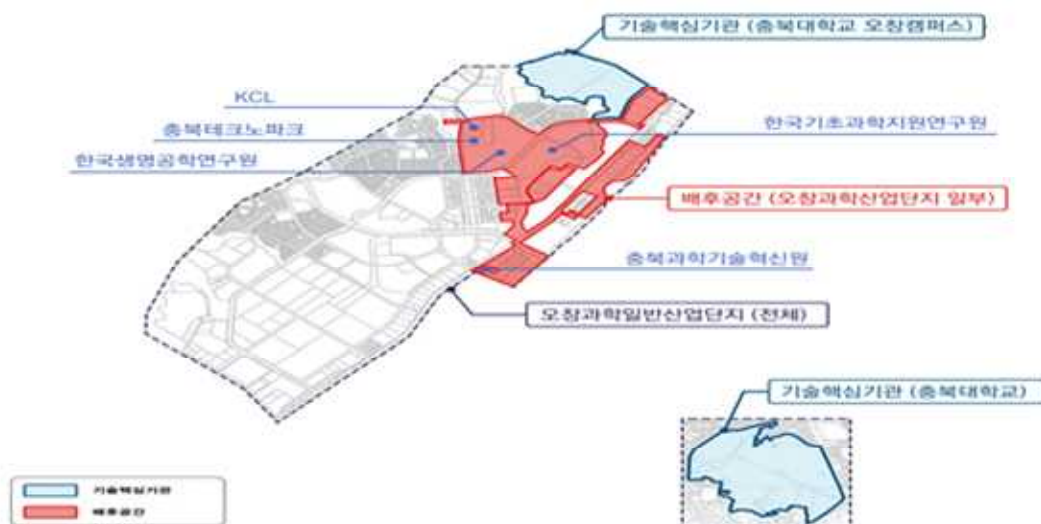 기술핵심기관 (충북대학교 오창캠퍼스)
KCL
충북테크노파크
한국기초과학지원연구원
한국생명공학연구원
배후공간 (오창과학산업단지 일부)
충북과학기술혁신원
오창과학일반산업단지 (전체)
기술핵심기관 (충북대학교)
기술핵심기관
배후공간